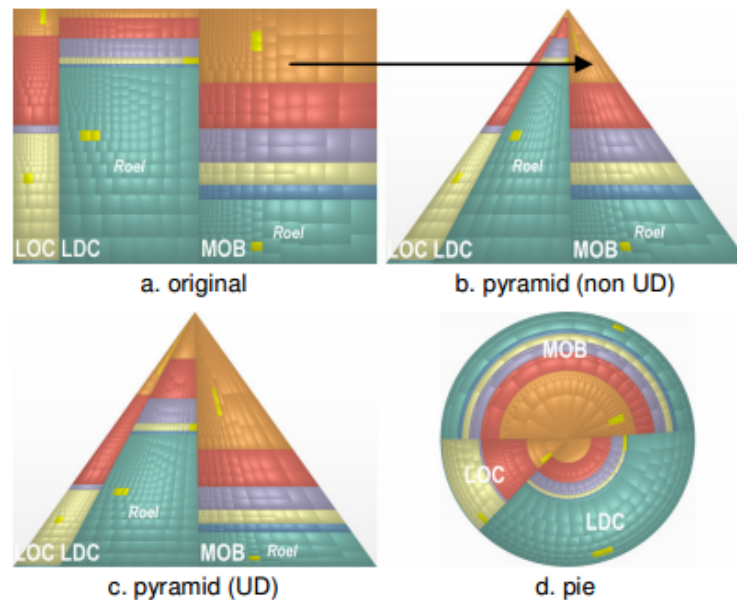 Roel
Roel
LOC LDC MOB
a. original
Roel
Roel
LOC LDC MOB
b. pyramid (non UD)
Roel
Roel
LOC LDC MOB
c. pyramid (UD)
MOB
LOC
LDC
d. pie